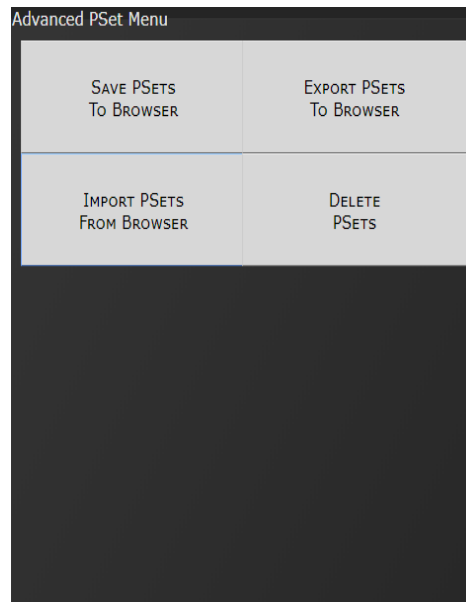 Advanced PSet Menu
Save PSets
To Browser
Export PSets
To Browser
Import PSets
From Browser
Delete
PSets